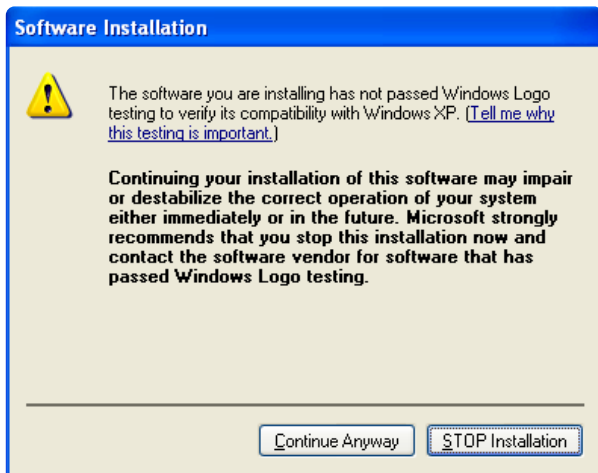 Software Installation
The software you are installing has not passed Windows Logo
testing to verify its compatibility with Windows XP. (Tell me why
this testing is important.)
Continuing your installation of this software may impair
or destabilize the correct operation of your system
either immediately or in the future. Microsoft strongly
recommends that you stop this installation now and
contact the software vendor for software that has
passed Windows Logo testing.
Continue Anyway
STOP Installation